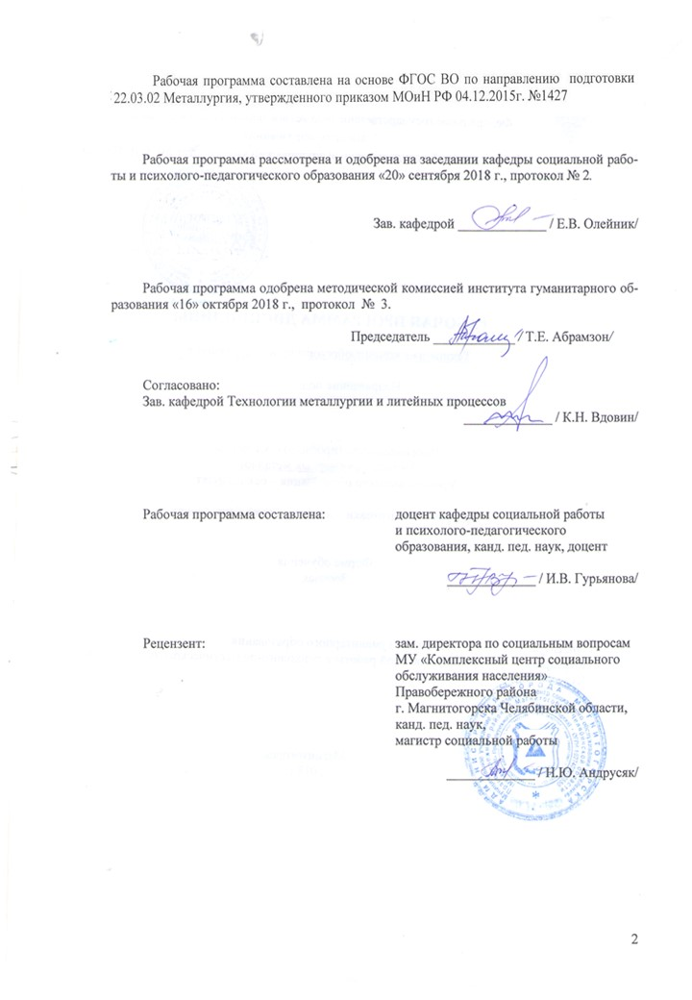 Рабочая программа составлена на основе ФГОС ВО по направлению подготовки
22.03.02 Металлургия, утвержденного приказом МОиН РФ 04.12.2015г. №1427
Рабочая программа рассмотрена и одобрена на заседании кафедры социальной рабо-
ты и психолого-педагогического образования «20» сентября 2018 г., протокол № 2.
Зав. кафедрой ______________ / Е.В. Олейник/
Рабочая программа одобрена методической комиссией института гуманитарного об-
разования «16» октября 2018 г., протокол № 3.
Председатель _____________ / Т.Е. Абрамзон/
Согласовано:
Зав. кафедрой Технологии металлургии и литейных процессов
______________ / К.Н. Вдовин/
Рабочая программа составлена: доцент кафедры социальной работы
и психолого-педагогического
образования, канд. пед. наук, доцент
______________ / И.В. Гурьянова/
Рецензент: зам. директора по социальным вопросам
МУ «Комплексный центр социального
обслуживания населения»
Правобережного района
г. Магнитогорска Челябинской области,
канд. пед. наук,
магистр социальной работы
______________ / Н.Ю. Андрусяк/
2